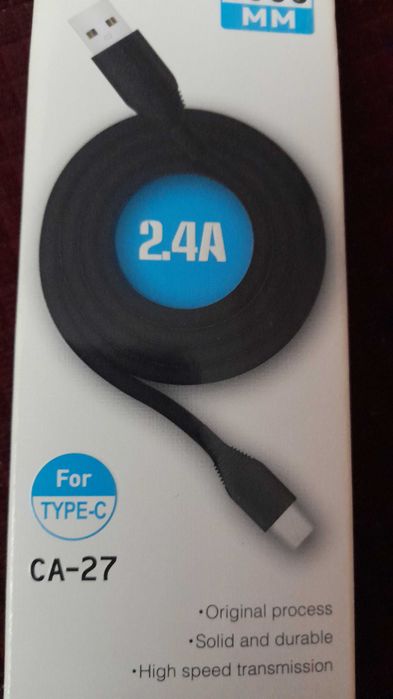 MM
2.4A
For
TYPE-C
CA-27
•Original process
•Solid and durable
•High speed transmission